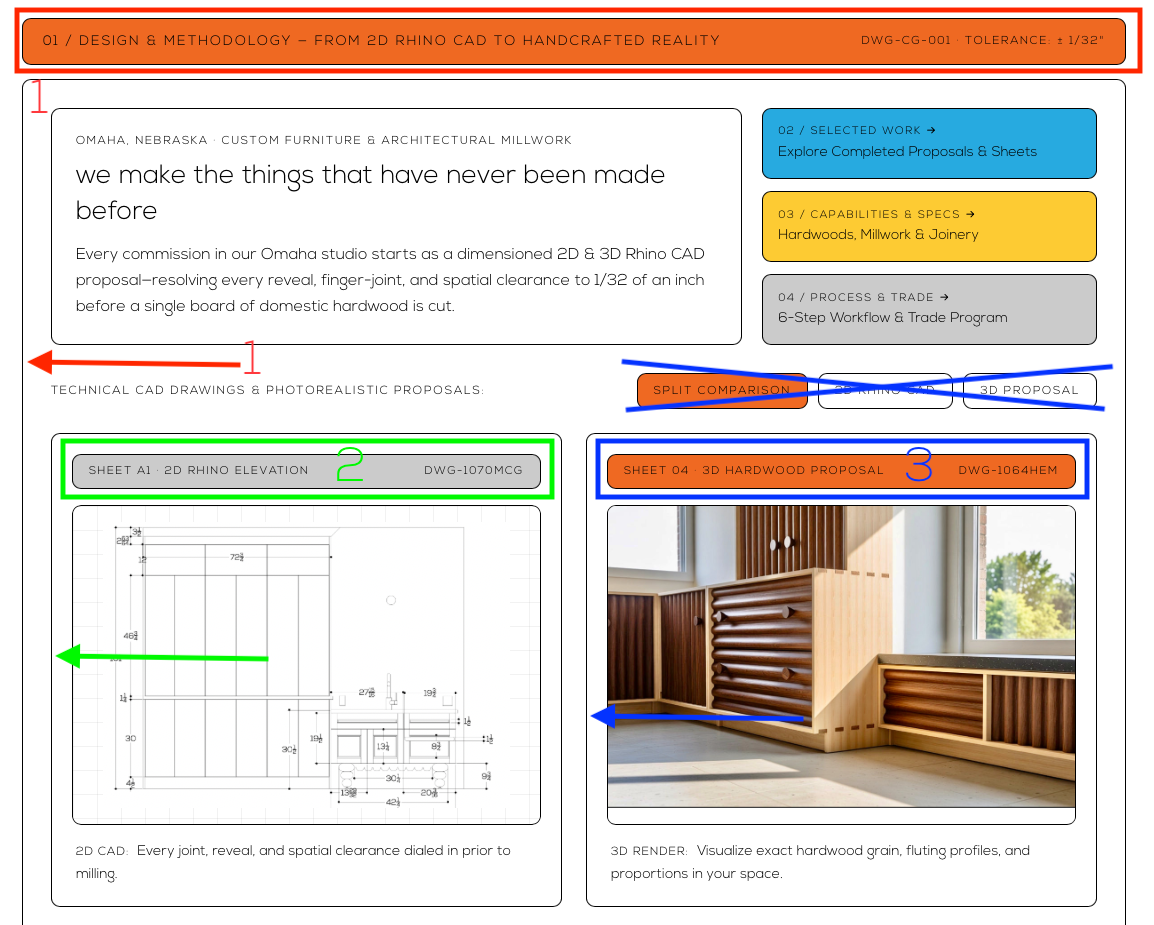 01 / DESIGN & METHODOLOGY – FROM 2D RHINO CAD TO HANDCRAFTED REALITY
DWG-CG-001 · TOLERANCE: ± 1/32"
1
OMAHA, NEBRASKA · CUSTOM FURNITURE & ARCHITECTURAL MILLWORK
we make the things that have never been made
before
Every commission in our Omaha studio starts as a dimensioned 2D & 3D Rhino CAD
proposal—resolving every reveal, finger-joint, and spatial clearance to 1/32 of an inch
before a single board of domestic hardwood is cut.
02 / SELECTED WORK →
Explore Completed Proposals & Sheets
03 / CAPABILITIES & SPECS →
Hardwoods, Millwork & Joinery
04 / PROCESS & TRADE →
6-Step Workflow & Trade Program
1
TECHNICAL CAD DRAWINGS & PHOTOREALISTIC PROPOSALS:
SPLIT COMPARISON
2D RHINO CAD
3D PROPOSAL
SHEET A1 · 2D RHINO ELEVATION
2
DWG-1070MCG
12
30
2D CAD: Every joint, reveal, and spatial clearance dialed in prior to
milling.
SHEET 04 · 3D HARDWOOD PROPOSAL
3
DWG-1064HEM
3D RENDER: Visualize exact hardwood grain, fluting profiles, and
proportions in your space.